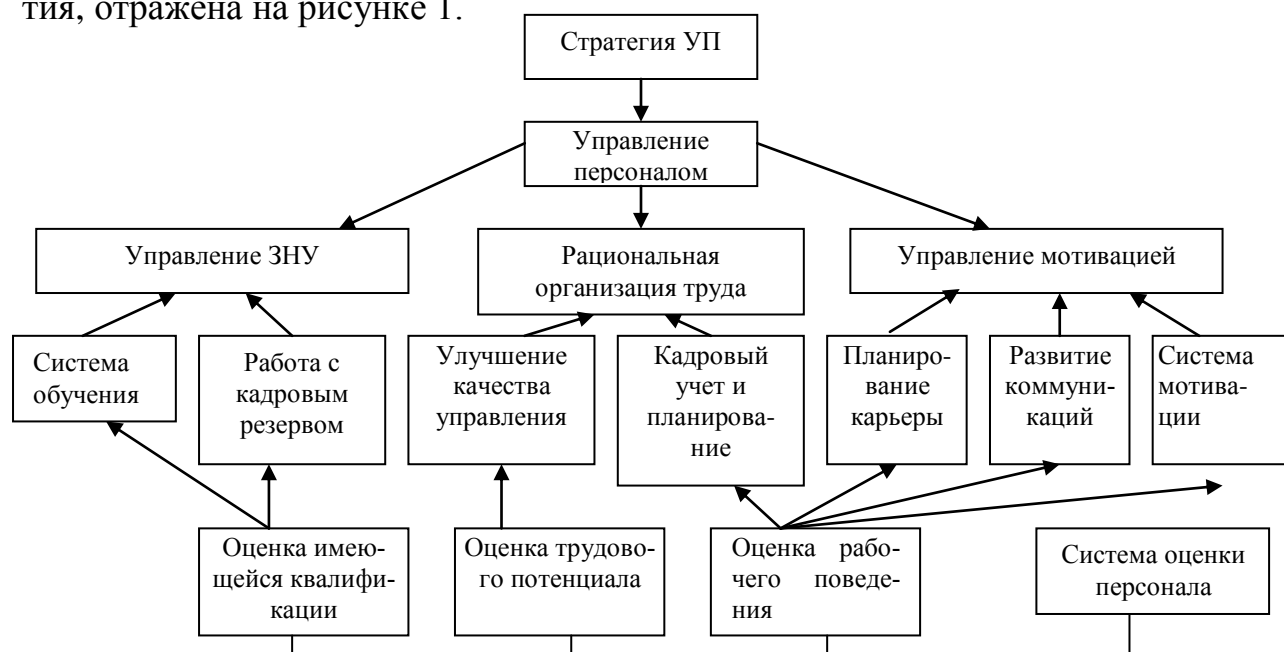 тия, отражена на рисунке 1.
Стратегия УП
Управление
персоналом
Управление ЗНУ
Рациональная
организация труда
Управление мотивацией
Система
обучения
Работа с
кадровым
резервом
Улучшение
качества
управления
Кадровый
учет и
планирова-
ние
Планиро-
вание
карьеры
Развитие
коммуни-
каций
Система
мотива-
ции
Оценка имею-
щейся квалифи-
кации
Оценка трудово-
го потенциала
Оценка рабо-
чего поведе-
ния
Система оценки
персонала